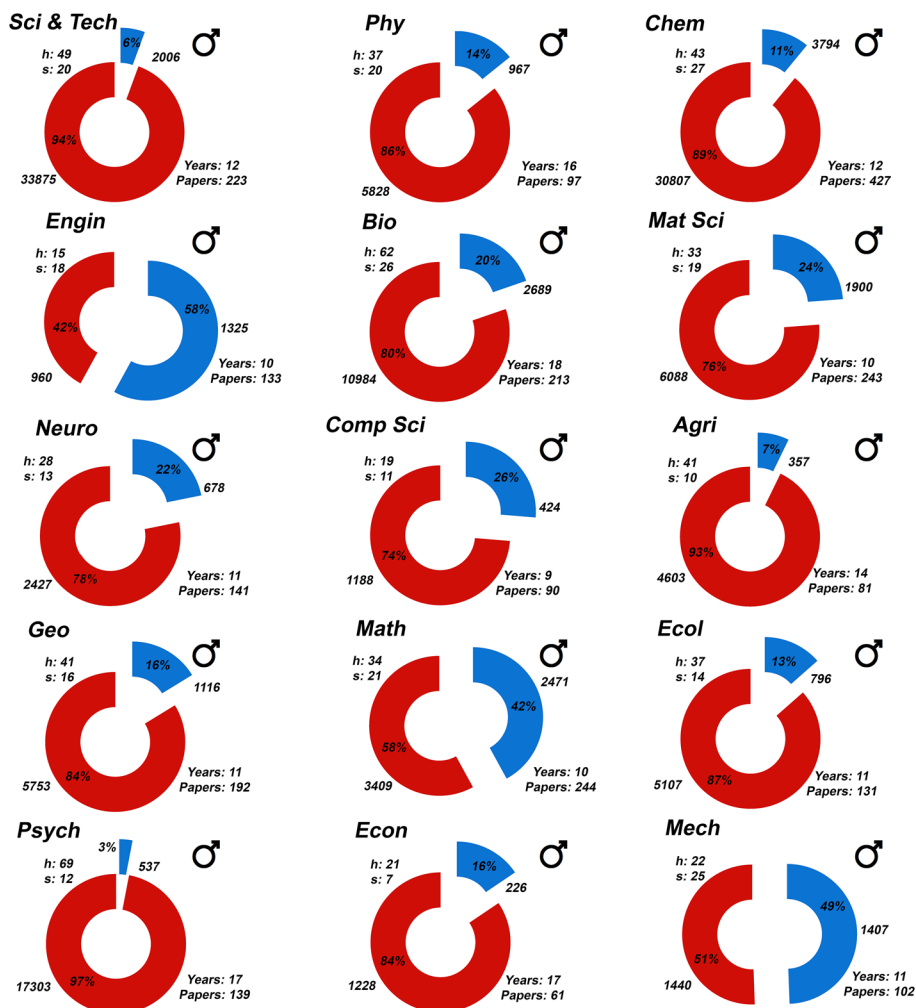 Sci & Tech
h: 49
s: 20
6%
2006
94%
33875
Years: 12
Papers: 223
Phy
h: 37
s: 20
14%
967
86%
5828
Years: 16
Papers: 97
Chem
h: 43
s: 27
11%
3794
89%
30807
Years: 12
Papers: 427
Engin
h: 15
s: 18
58%
1325
42%
960
Years: 10
Papers: 133
Bio
h: 62
s: 26
20%
2689
80%
10984
Years: 18
Papers: 213
Mat Sci
h: 33
s: 19
24%
1900
76%
6088
Years: 10
Papers: 243
Neuro
h: 28
s: 13
22%
678
78%
2427
Years: 11
Papers: 141
Comp Sci
h: 19
s: 11
26%
424
74%
1188
Years: 9
Papers: 90
Agri
h: 41
s: 10
7%
357
93%
4603
Years: 14
Papers: 81
Geo
h: 41
s: 16
16%
1116
84%
5753
Years: 11
Papers: 192
Math
h: 34
s: 21
2471
42%
58%
3409
Years: 10
Papers: 244
Ecol
h: 37
s: 14
13%
796
87%
5107
Years: 11
Papers: 131
Psych
h: 69
s: 12
3%
537
97%
17303
Years: 17
Papers: 139
Econ
h: 21
s: 7
16%
226
84%
1228
Years: 17
Papers: 61
Mech
h: 22
s: 25
49%
1407
51%
1440
Years: 11
Papers: 102